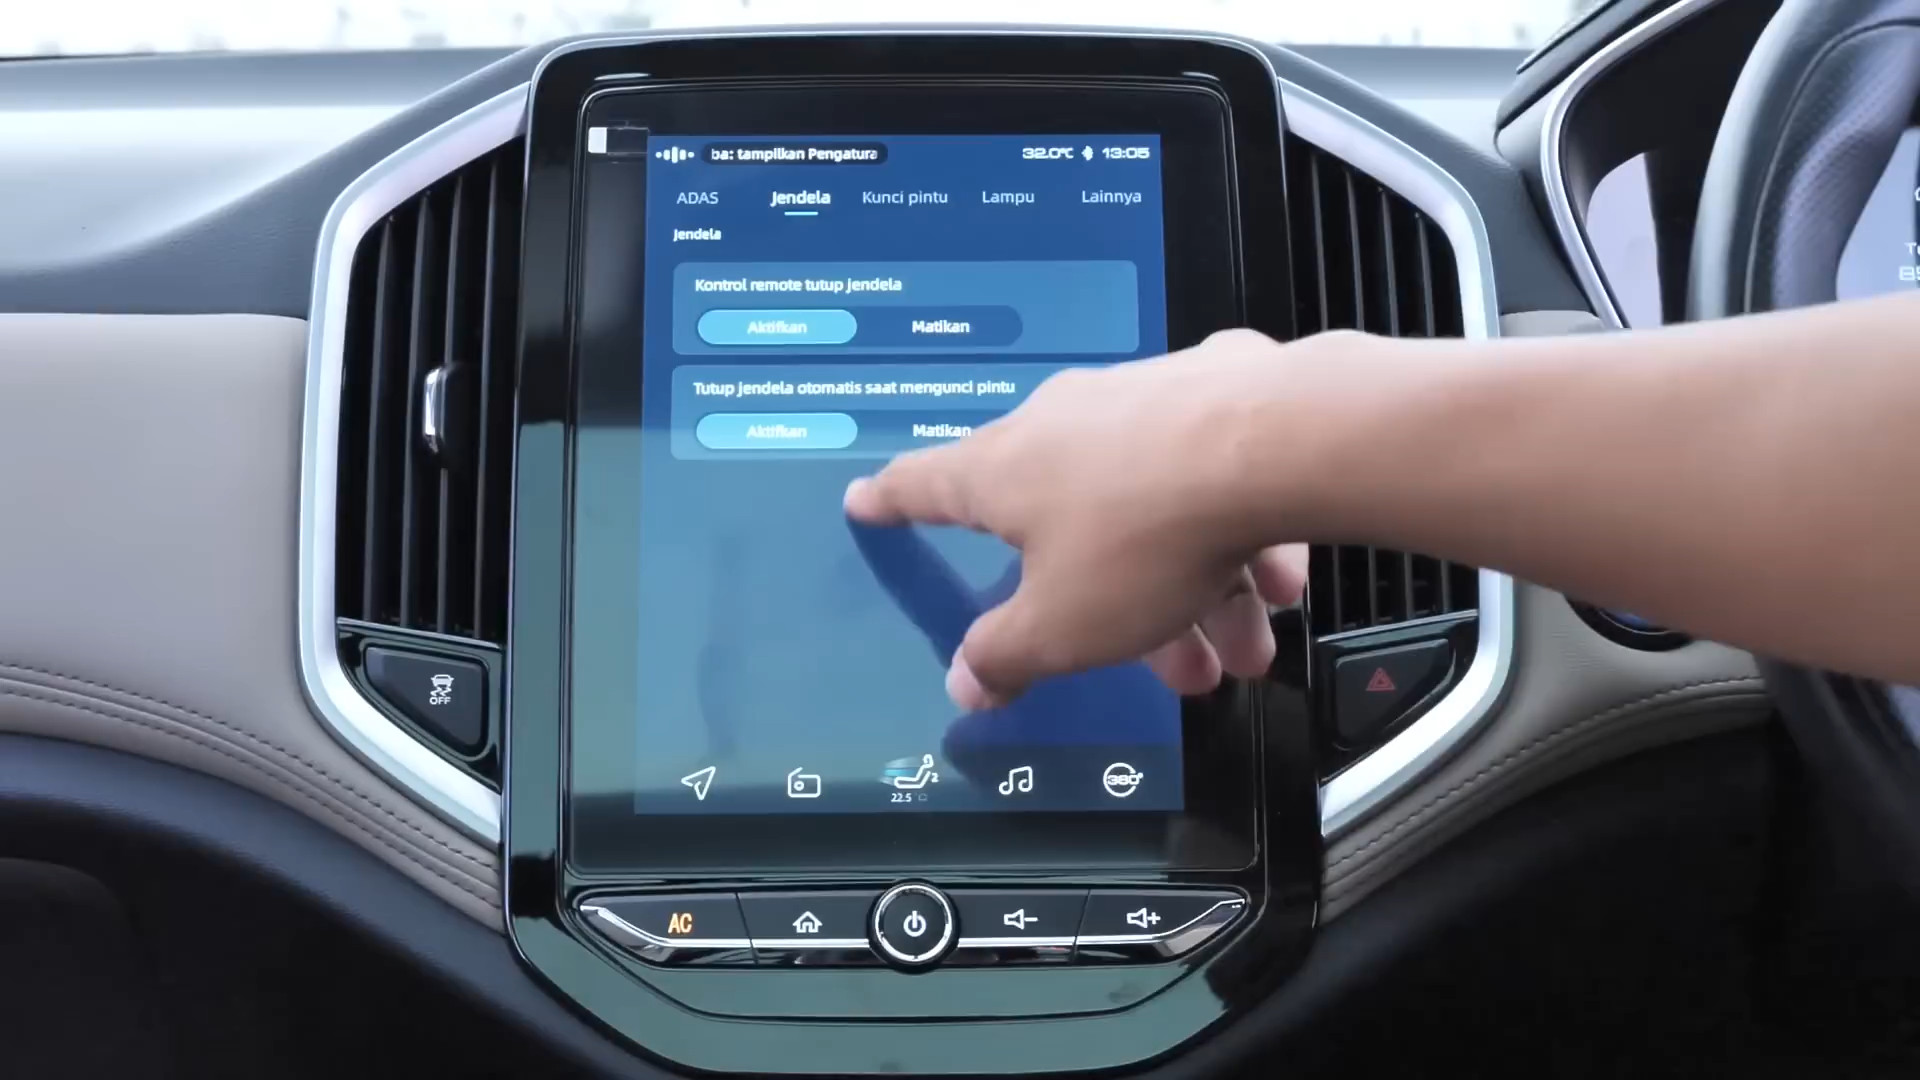 ba: tampilkan Pengatura
32.0℃ 13:05
ADAS Jendela Kunci pintu Lampu Lainnya
Jendela
Kontrol remote tutup jendela
Aktifkan Matikan
Tutup jendela otomatis saat mengunci pintu
Aktifkan Matikan
OFF
2
22.5
360°
AC